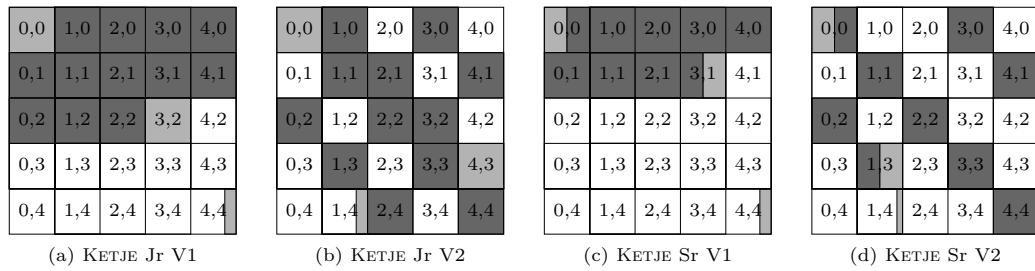 0,0 1,0 2,0 3,0 4,0 0,0 1,0 2,0 3,0 4,0 0,0 1,0 2,0 3,0 4,0 0,0 1,0 2,0 3,0 4,0
0,1 1,1 2,1 3,1 4,1 0,1 1,1 2,1 3,1 4,1 0,1 1,1 2,1 3,1 4,1 0,1 1,1 2,1 3,1 4,1
0,2 1,2 2,2 3,2 4,2 0,2 1,2 2,2 3,2 4,2 0,2 1,2 2,2 3,2 4,2 0,2 1,2 2,2 3,2 4,2
0,3 1,3 2,3 3,3 4,3 0,3 1,3 2,3 3,3 4,3 0,3 1,3 2,3 3,3 4,3 0,3 1,3 2,3 3,3 4,3
0,4 1,4 2,4 3,4 4,4 0,4 1,4 2,4 3,4 4,4 0,4 1,4 2,4 3,4 4,4 0,4 1,4 2,4 3,4 4,4
(a) KETJE Jr V1 (b) KETJE Jr V2 (c) KETJE Sr V1 (d) KETJE Sr V2